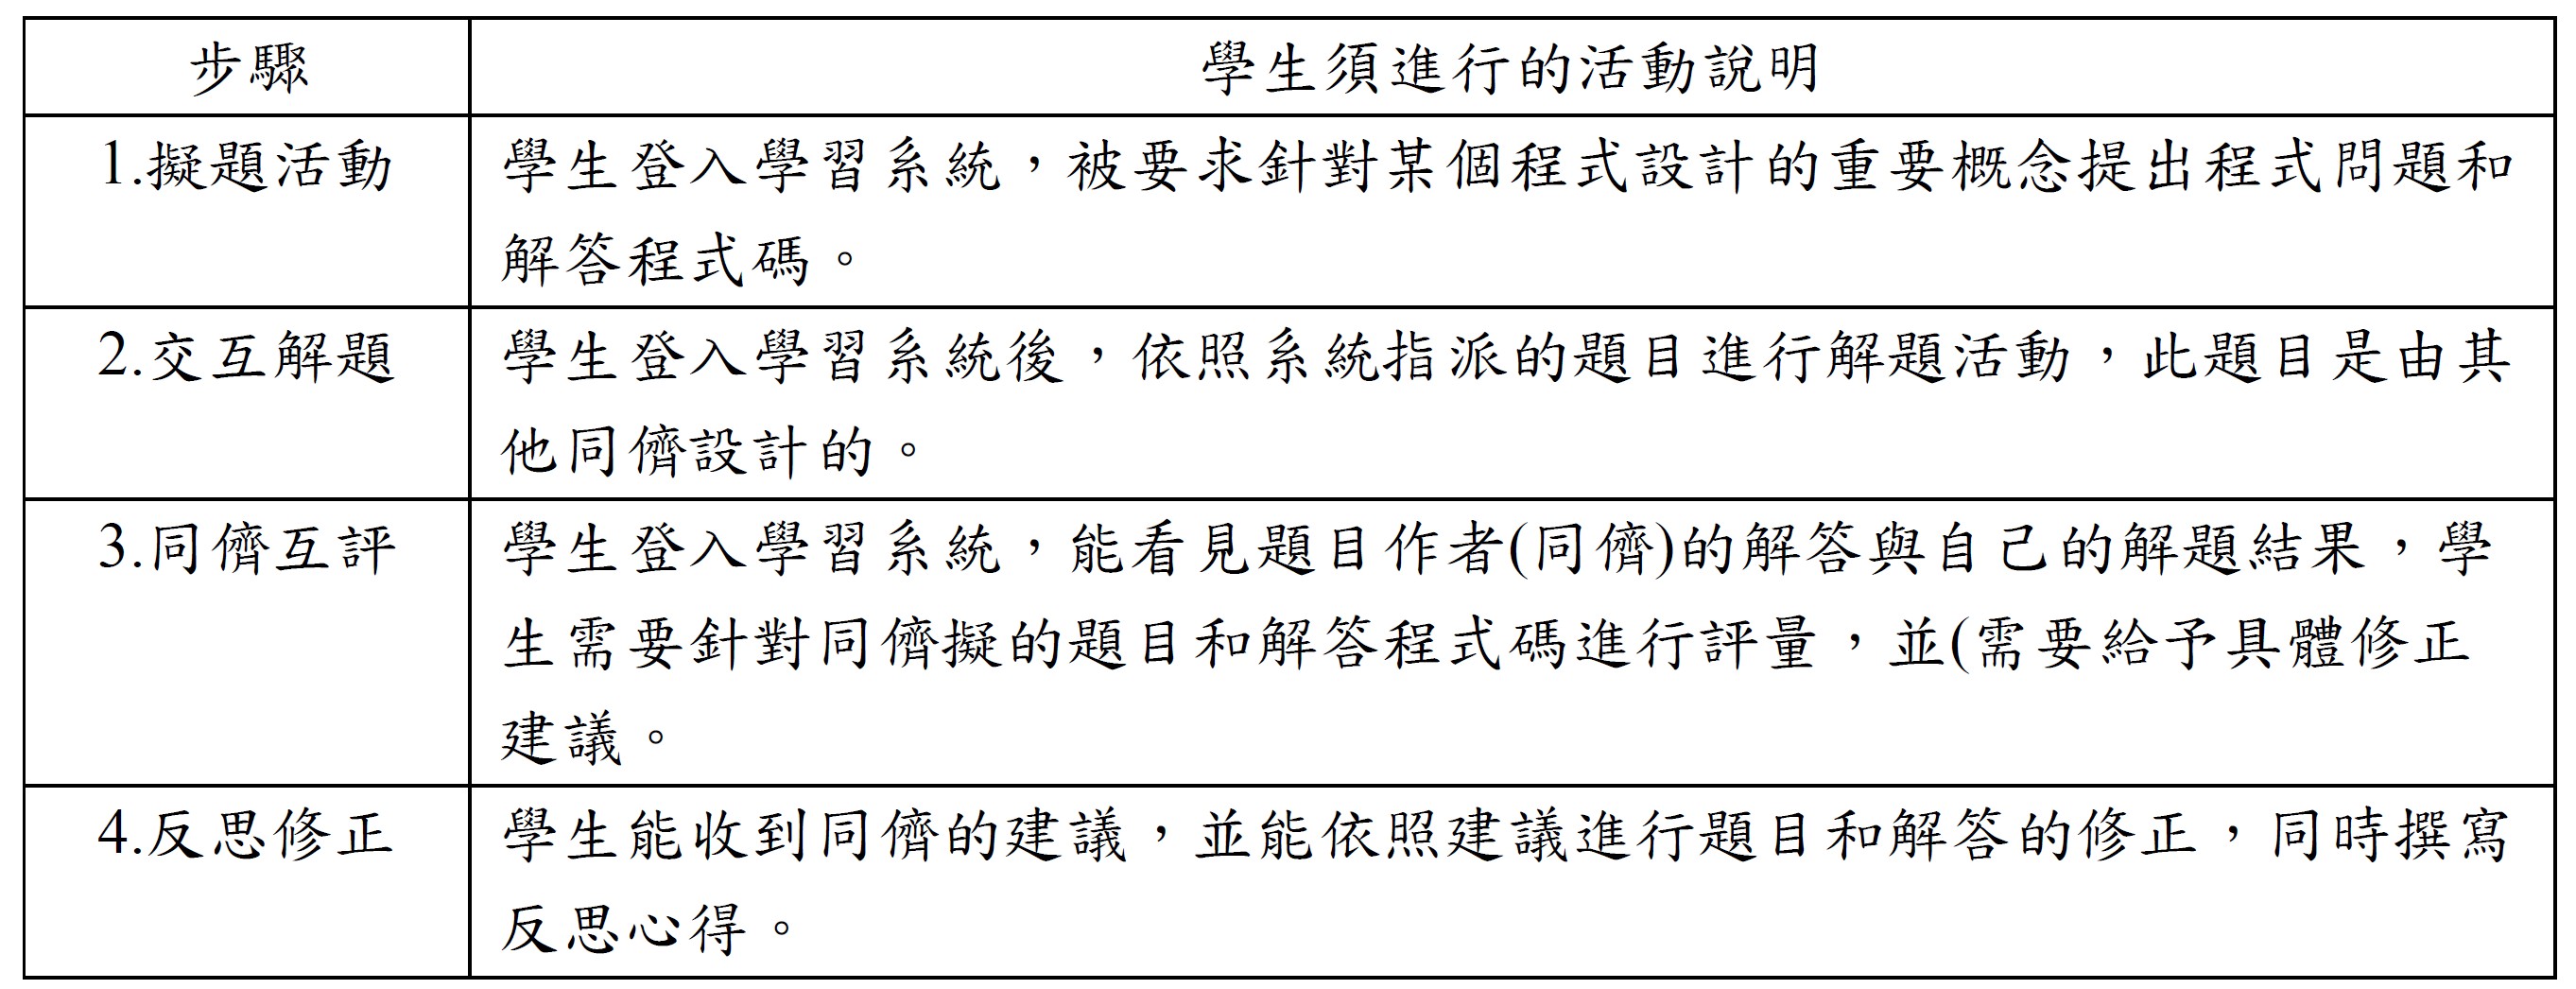 步驟
學生須進行的活動說明
1.擬題活動
學生登入學習系統，被要求針對某個程式設計的重要概念提出程式問題和
解答程式碼。
2.交互解題
學生登入學習系統後，依照系統指派的題目進行解題活動，此題目是由其
他同儕設計的。
3.同儕互評
學生登入學習系統，能看見題目作者(同儕)的解答與自己的解題結果，學
生需要針對同儕擬的題目和解答程式碼進行評量，並(需要給予具體修正
建議。
4.反思修正
學生能收到同儕的建議，並能依照建議進行題目和解答的修正，同時撰寫
反思心得。